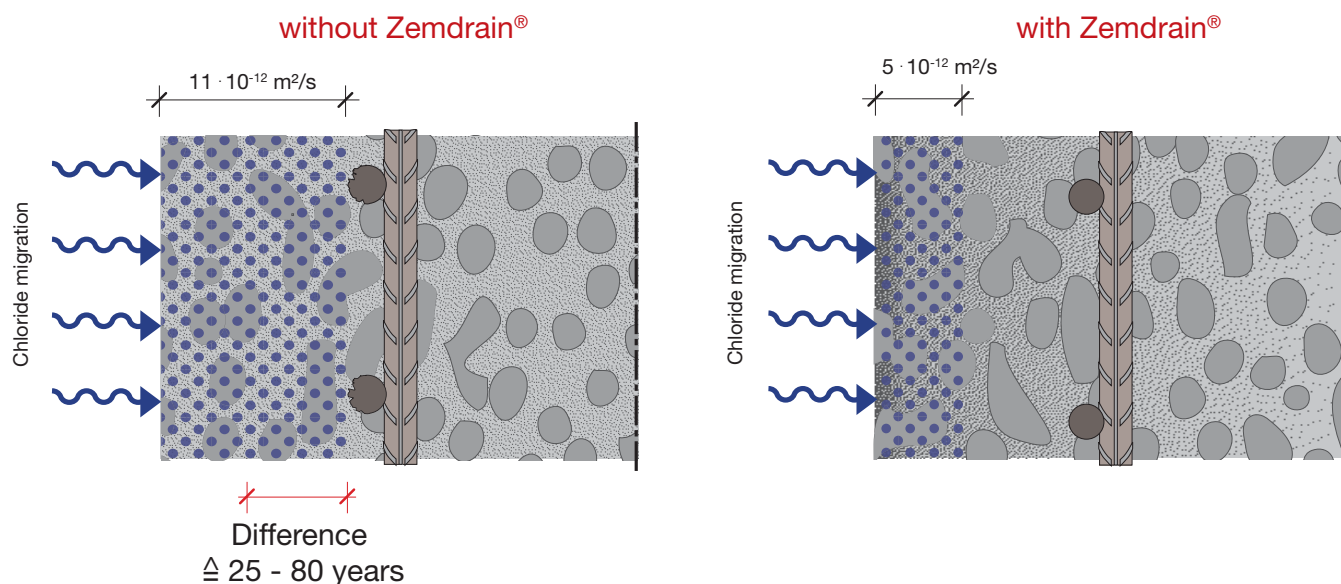 without Zemdrain®
with Zemdrain®
11 · 10⁻¹² m²/s
5 · 10⁻¹² m²/s
Chloride migration
Chloride migration
Difference
≙ 25 - 80 years